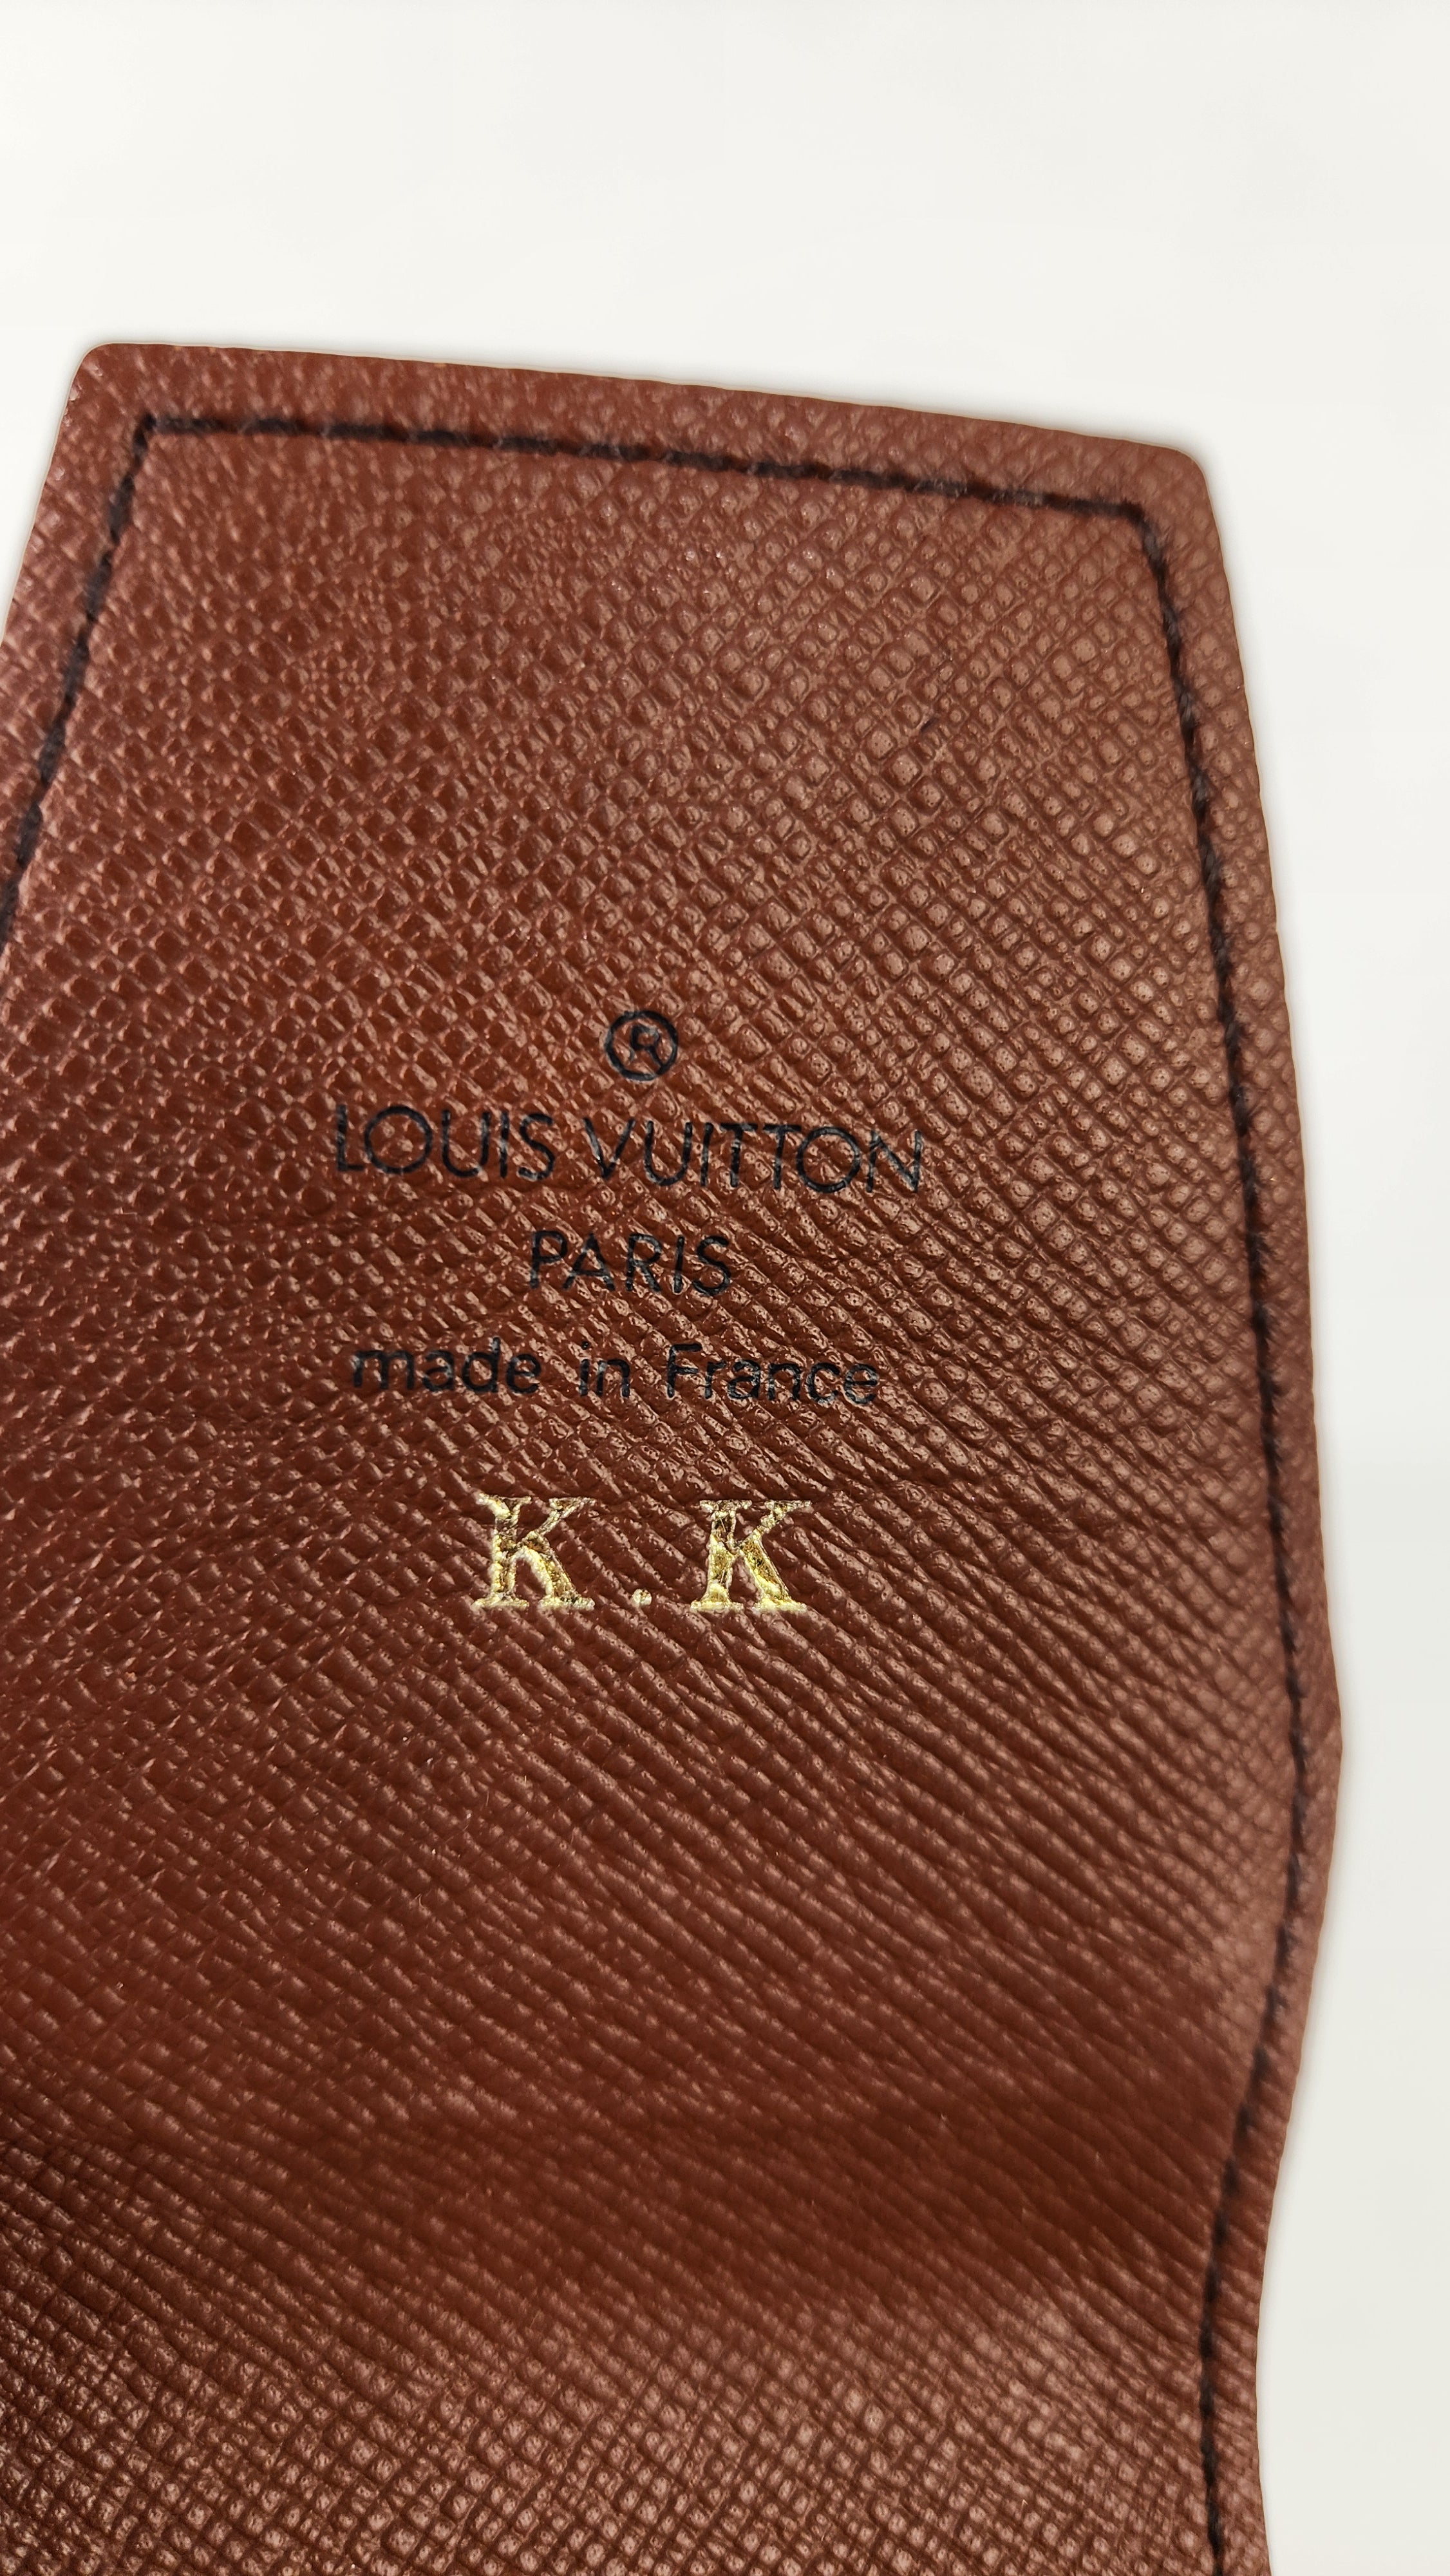 ®
LOUIS VUITTON
PARIS
made in France
K.K